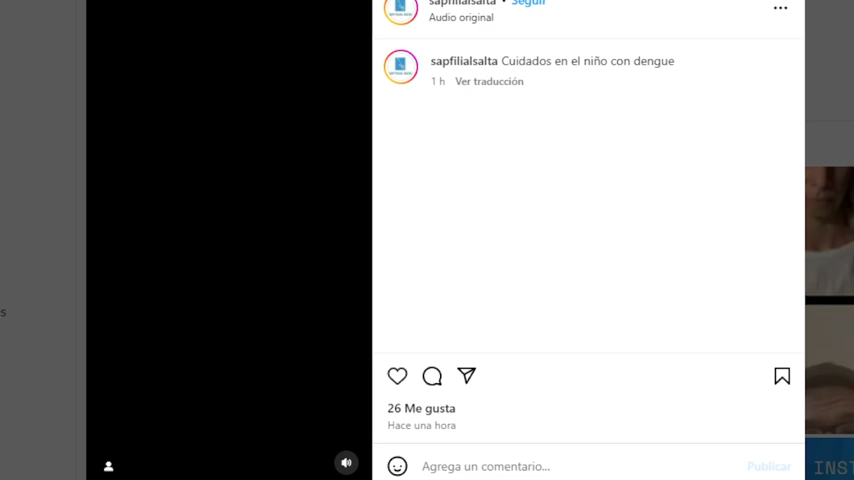 sapfilialsalta • Seguir
Audio original
sapfilialsalta Cuidados en el niño con dengue
1 h Ver traducción
s
26 Me gusta
Hace una hora
Agrega un comentario...
Publicar
INST